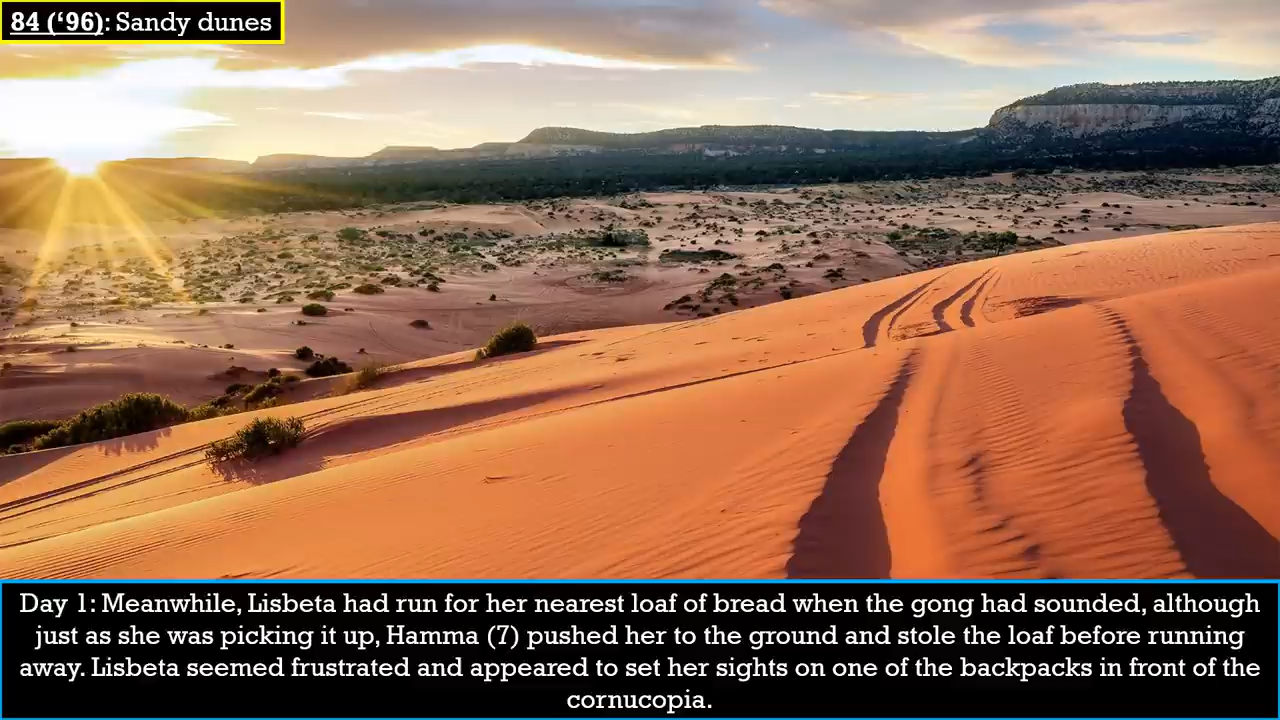 84 (‘96): Sandy dunes
Day 1: Meanwhile, Lisbeta had run for her nearest loaf of bread when the gong had sounded, although
just as she was picking it up, Hamma (7) pushed her to the ground and stole the loaf before running
away. Lisbeta seemed frustrated and appeared to set her sights on one of the backpacks in front of the
cornucopia.